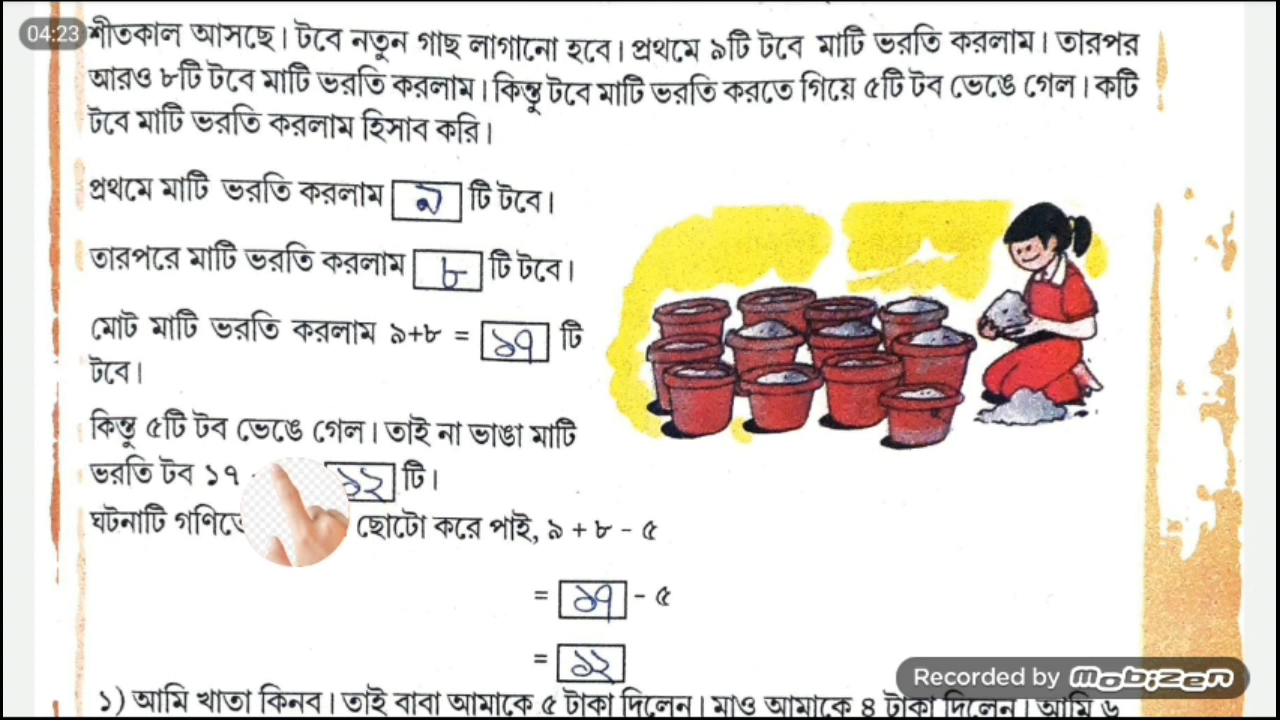 04:23
শীতকাল আসছে। টবে নতুন গাছ লাগানো হবে। প্রথমে ৯টি টবে মাটি ভরতি করলাম। তারপর
আরও ৮টি টবে মাটি ভরতি করলাম। কিন্তু টবে মাটি ভরতি করতে গিয়ে ৫টি টব ভেঙে গেল। কটি
টবে মাটি ভরতি করলাম হিসাব করি।
প্রথমে মাটি ভরতি করলাম ৯ টি টবে।
তারপরে মাটি ভরতি করলাম ৮ টি টবে।
মোট মাটি ভরতি করলাম ৯+৮ = ১৭ টি
টবে।
কিন্তু ৫টি টব ভেঙে গেল। তাই না ভাঙা মাটি
ভরতি টব ১৭ ১২ টি।
ঘটনাটি ছোটো করে পাই, ৯ + ৮ - ৫
= ১৭ - ৫
= ১২
১) আমি খাতা কিনব। তাই বাবা আমাকে ৫ টাকা দিলেন। মাও আমাকে ৪ টাকা দিলেন। আমি ৬
Recorded by Mobizen